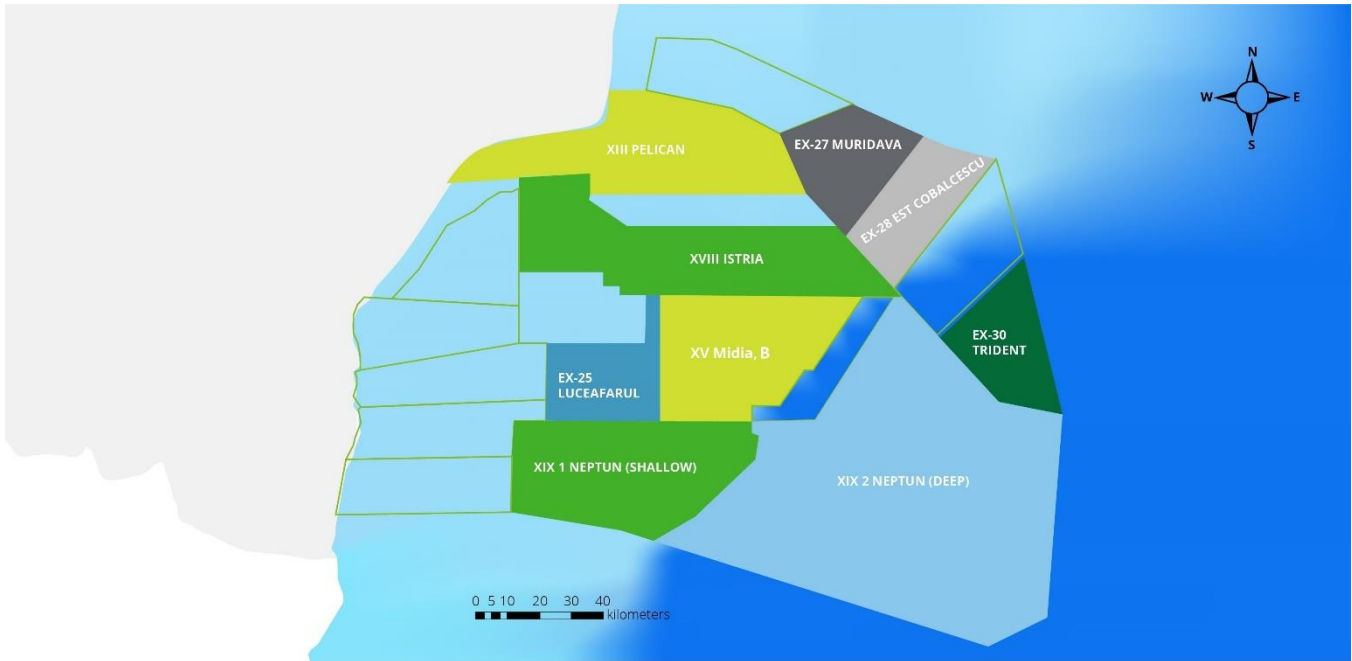 N
W E
S
XIII PELICAN
EX-27 MURIDAVA
EX-28 EST COBALCESCU
XVIII ISTRIA
EX-30
TRIDENT
XV Midia, B
EX-25
LUCEAFARUL
XIX 1 NEPTUN (SHALLOW)
XIX 2 NEPTUN (DEEP)
0 5 10 20 30 40
kilometers